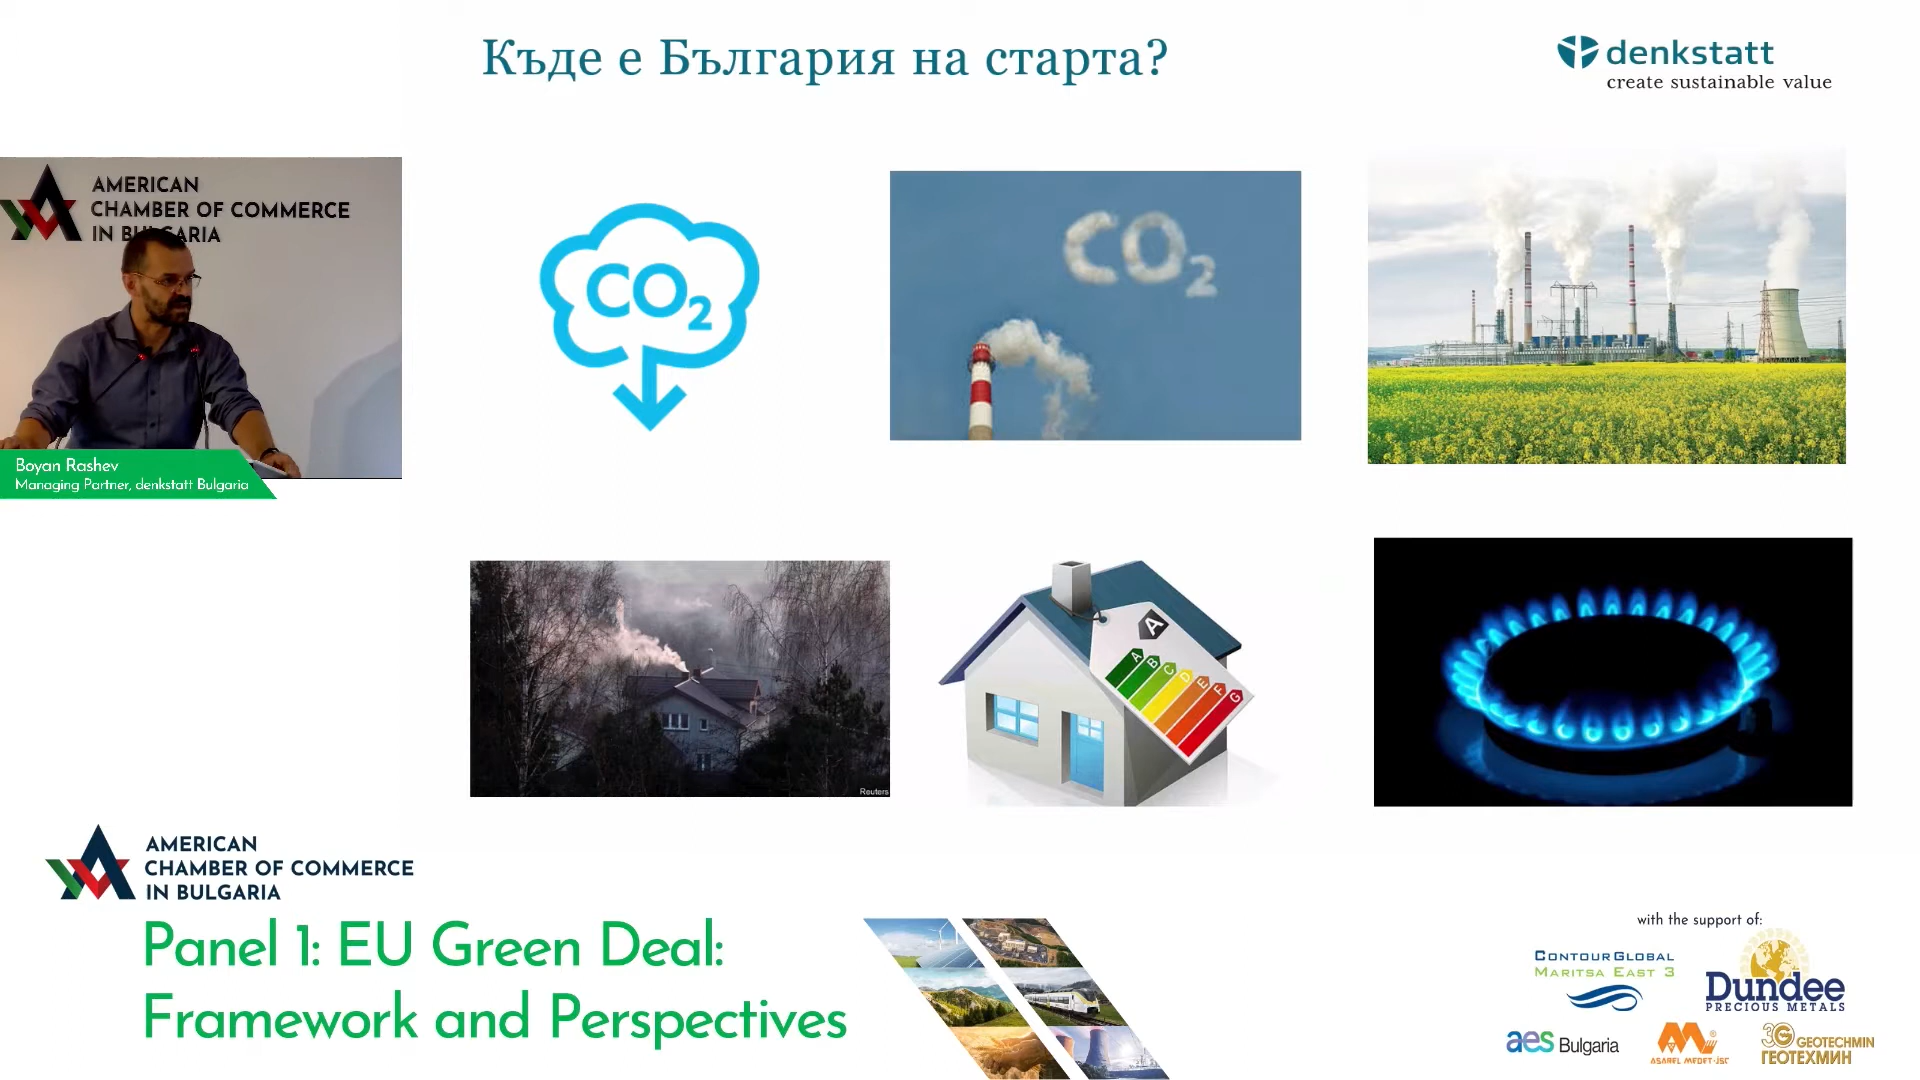 Къде е България на старта?
denkstatt
create sustainable value
AMERICAN
CHAMBER OF COMMERCE
IN BULGARIA
Boyan Rashev
Managing Partner, denkstatt Bulgaria
CO2
CO2
Reuters
A
A
B
C
D
E
F
G
AMERICAN
CHAMBER OF COMMERCE
IN BULGARIA
Panel 1: EU Green Deal:
Framework and Perspectives
with the support of:
CONTOURGLOBAL
MARITSA EAST 3
Dundee
PRECIOUS METALS
aes Bulgaria
ASAREL MEDET-JSC
3G GEOTECHMIN
ГЕОТЕХМИН